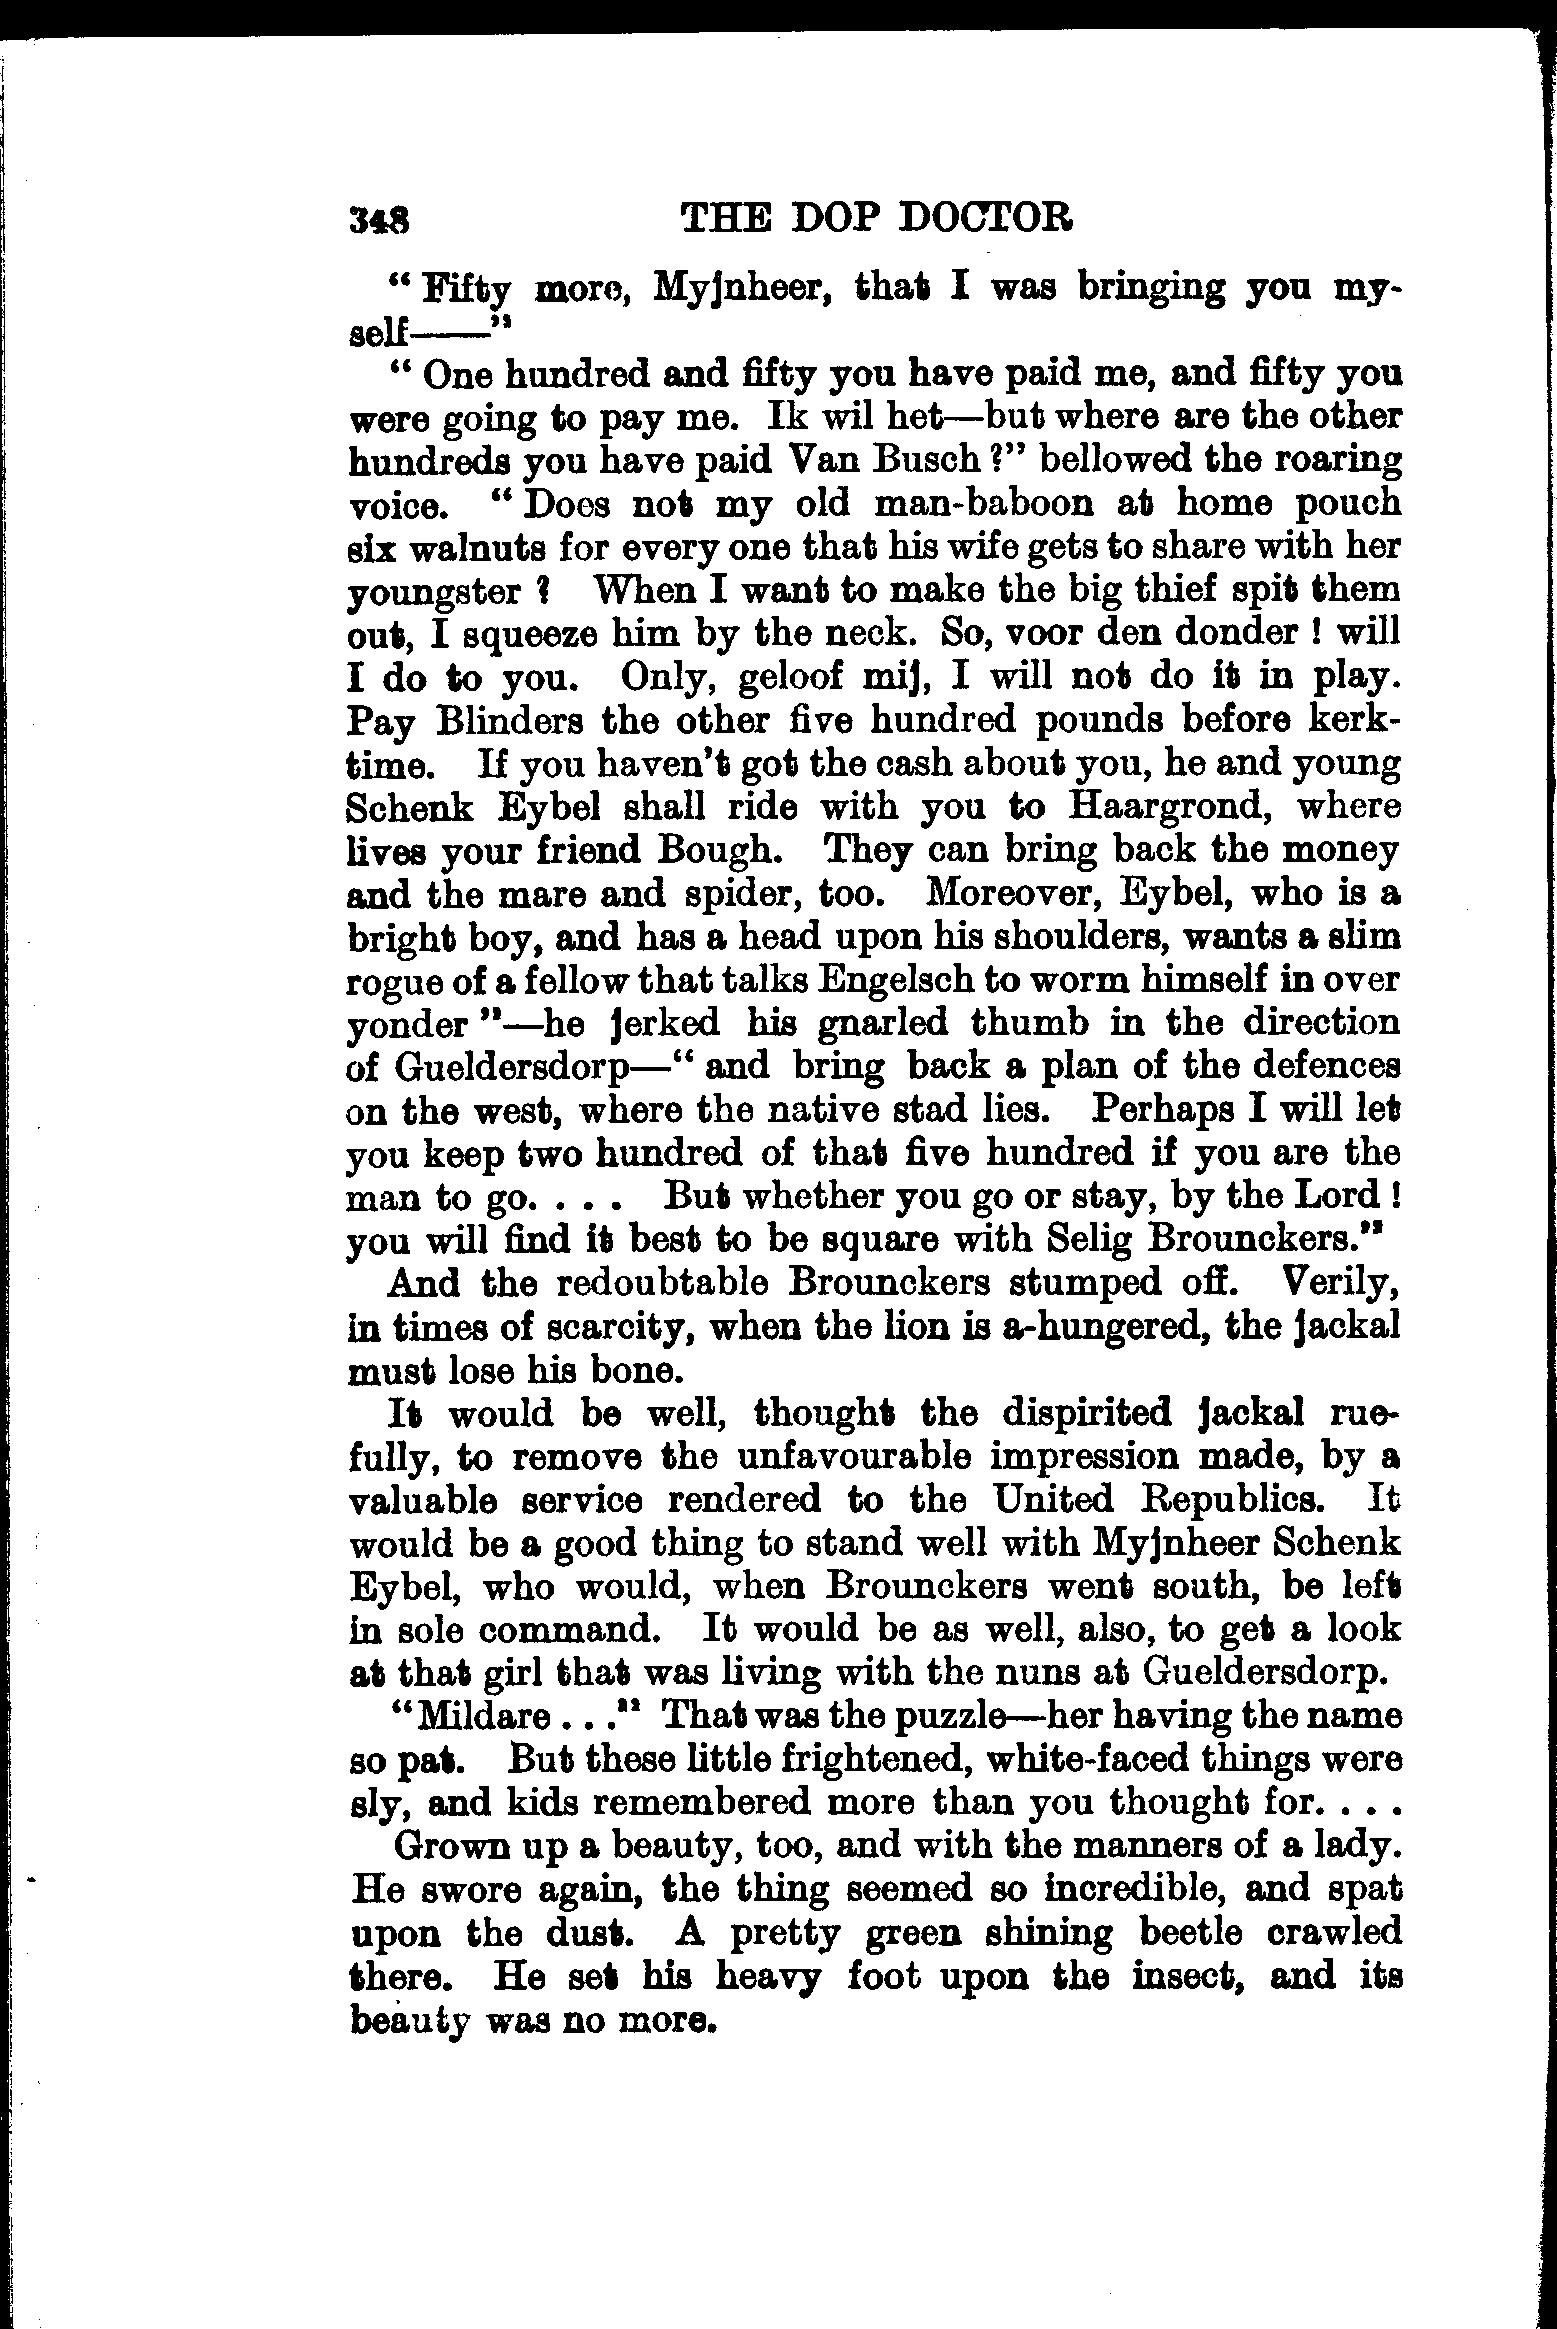 348 THE DOP DOCTOR
“ Fifty more, Myjnheer, that I was bringing you my-
self——”
“ One hundred and fifty you have paid me, and fifty you
were going to pay me. Ik wil het—but where are the other
hundreds you have paid Van Busch ?” bellowed the roaring
voice. “ Does not my old man-baboon at home pouch
six walnuts for every one that his wife gets to share with her
youngster ? When I want to make the big thief spit them
out, I squeeze him by the neck. So, voor den donder ! will
I do to you. Only, geloof mij, I will not do it in play.
Pay Blinders the other five hundred pounds before kerk-
time. If you haven’t got the cash about you, he and young
Schenk Eybel shall ride with you to Haargrond, where
lives your friend Bough. They can bring back the money
and the mare and spider, too. Moreover, Eybel, who is a
bright boy, and has a head upon his shoulders, wants a slim
rogue of a fellow that talks Engelsch to worm himself in over
yonder ”—he jerked his gnarled thumb in the direction
of Gueldersdorp—“ and bring back a plan of the defences
on the west, where the native stad lies. Perhaps I will let
you keep two hundred of that five hundred if you are the
man to go. . . . But whether you go or stay, by the Lord !
you will find it best to be square with Selig Brounckers.”
And the redoubtable Brounckers stumped off. Verily,
in times of scarcity, when the lion is a-hungered, the jackal
must lose his bone.
It would be well, thought the dispirited jackal rue-
fully, to remove the unfavourable impression made, by a
valuable service rendered to the United Republics. It
would be a good thing to stand well with Myjnheer Schenk
Eybel, who would, when Brounckers went south, be left
in sole command. It would be as well, also, to get a look
at that girl that was living with the nuns at Gueldersdorp.
“Mildare . . .” That was the puzzle—her having the name
so pat. But these little frightened, white-faced things were
sly, and kids remembered more than you thought for. . . .
Grown up a beauty, too, and with the manners of a lady.
He swore again, the thing seemed so incredible, and spat
upon the dust. A pretty green shining beetle crawled
there. He set his heavy foot upon the insect, and its
beauty was no more.